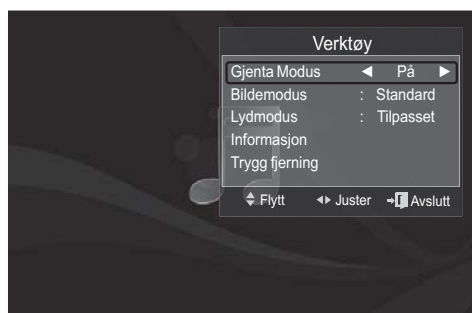 Verktøy
Gjenta Modus ◀ På ▶
Bildemodus : Standard
Lydmodus : Tilpasset
Informasjon
Trygg fjerning
Flytt Juster Avslutt